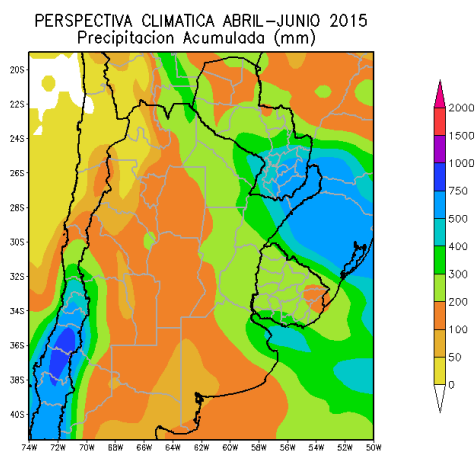 PERSPECTIVA CLIMATICA ABRIL-JUNIO 2015
Precipitacion Acumulada (mm)
20S
22S
24S
26S
28S
30S
32S
34S
36S
38S
40S
74W 72W 70W 68W 66W 64W 62W 60W 58W 56W 54W 52W 50W
2000
1500
1000
750
500
400
300
200
100
50
0